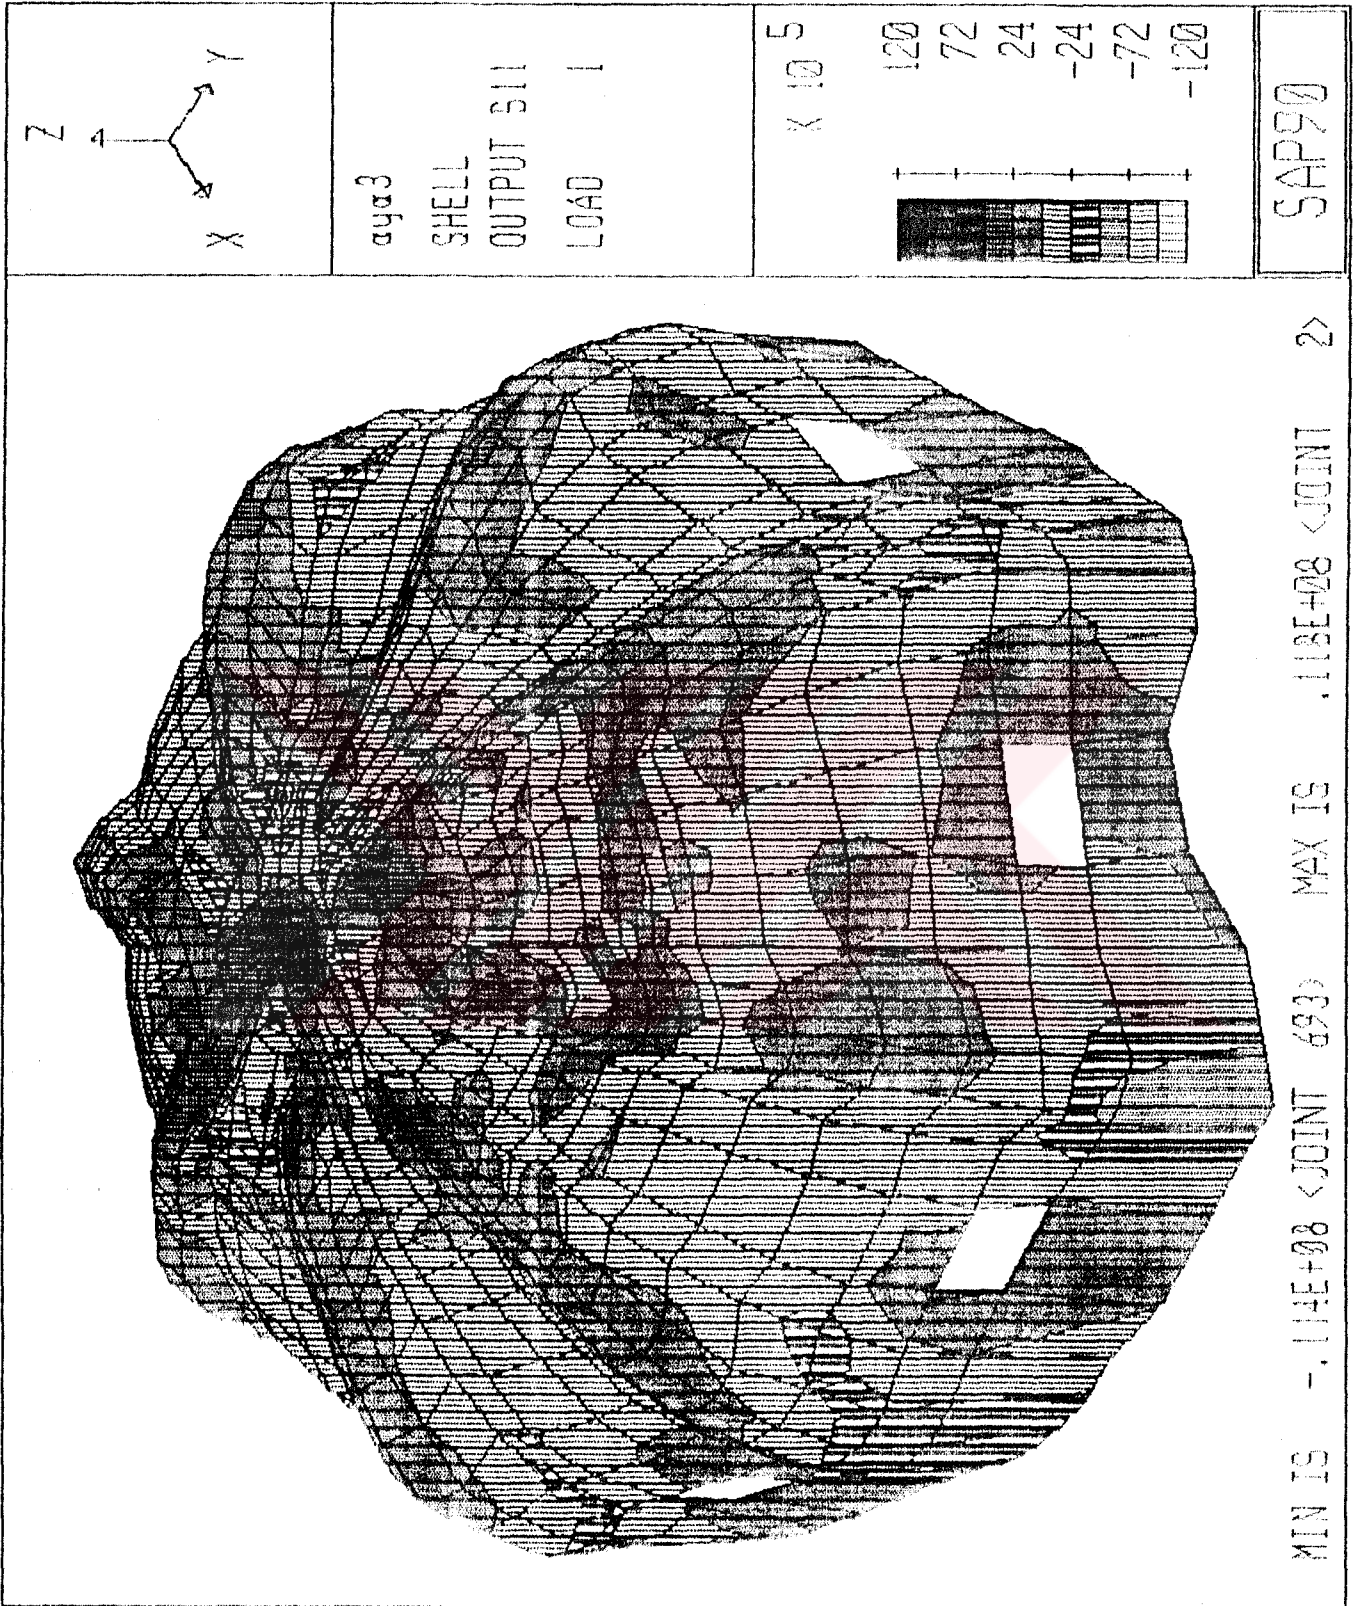 Z
X
Y
aya3
SHELL
OUTPUT S11
LOAD 1
X 10 5
120
72
24
-24
-72
-120
SAP90
MIN IS -.114E+08 <JOINT 693> MAX IS .118E+08 <JOINT 2>